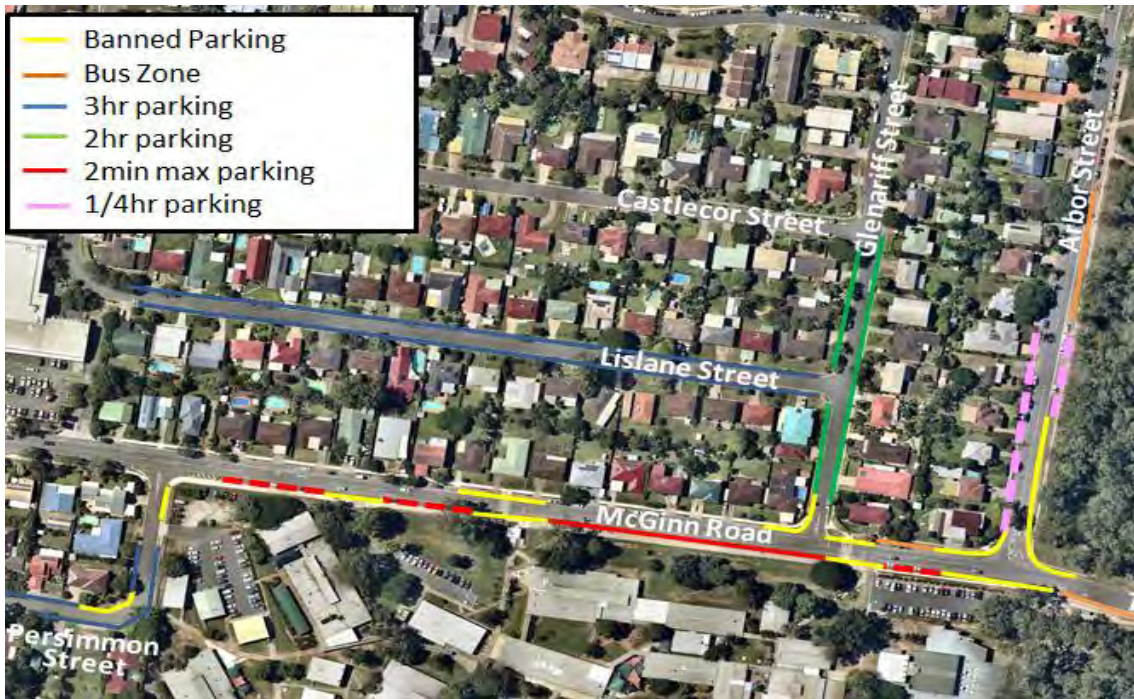 Banned Parking
Bus Zone
3hr parking
2hr parking
2min max parking
1/4hr parking
Glenariff Street
Arbor Street
Castlecor Street
Lislane Street
McGinn Road
Persimmon
Street